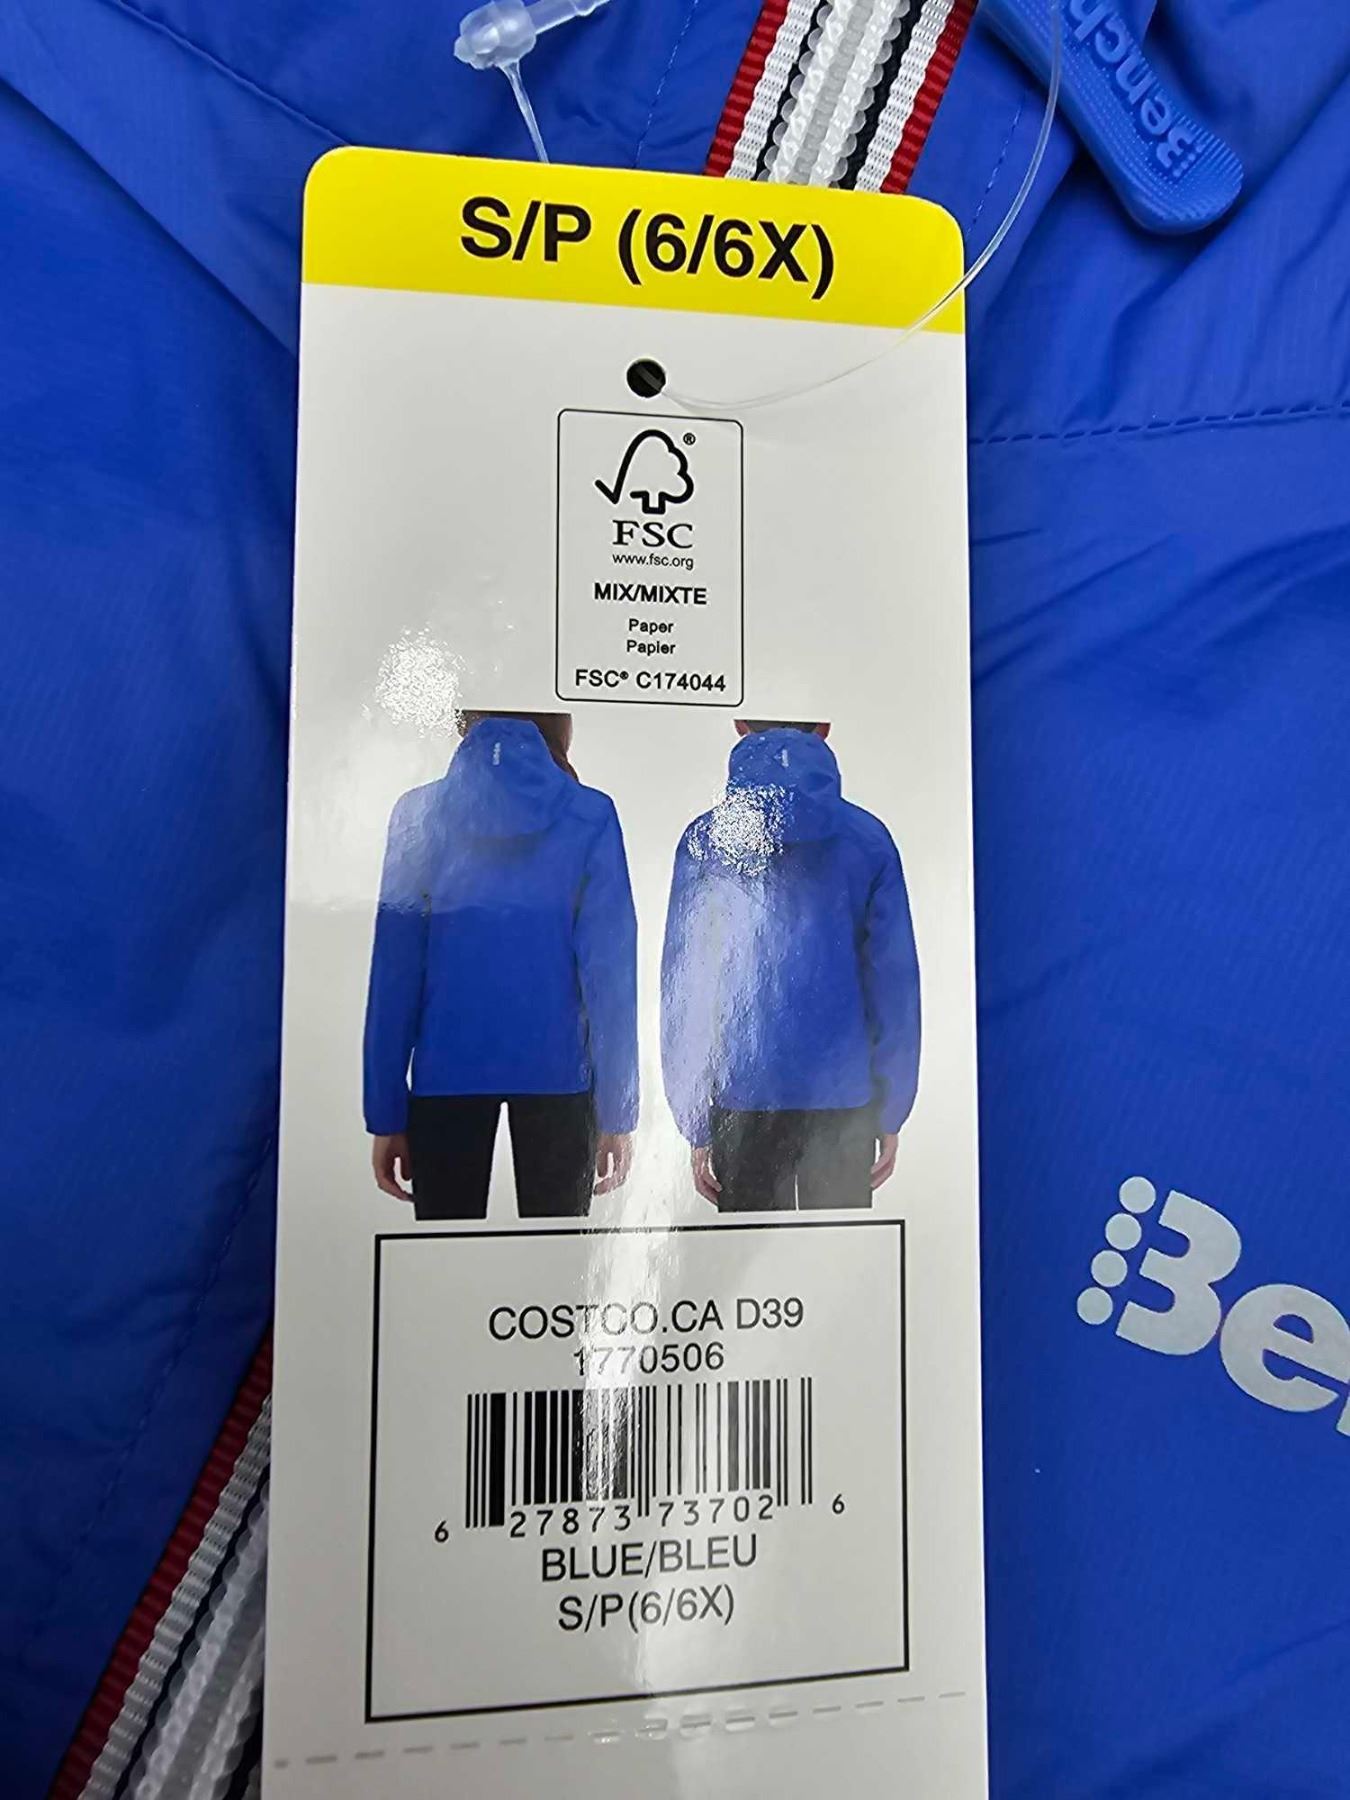 Bench
S/P (6/6X)
FSC
www.fsc.org
MIX/MIXTE
Paper
Papier
FSC® C174044
Be
COSTCO.CA D39
1770506
6 27873 73702 6
BLUE/BLEU
S/P(6/6X)